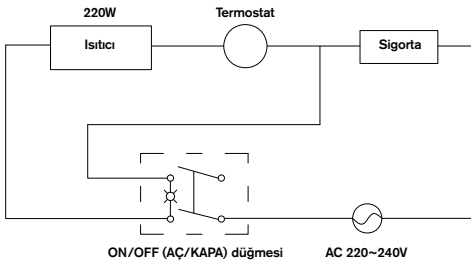 220W
Termostat
Isıtıcı
Sigorta
ON/OFF (AÇ/KAPA) düğmesi
AC 220~240V